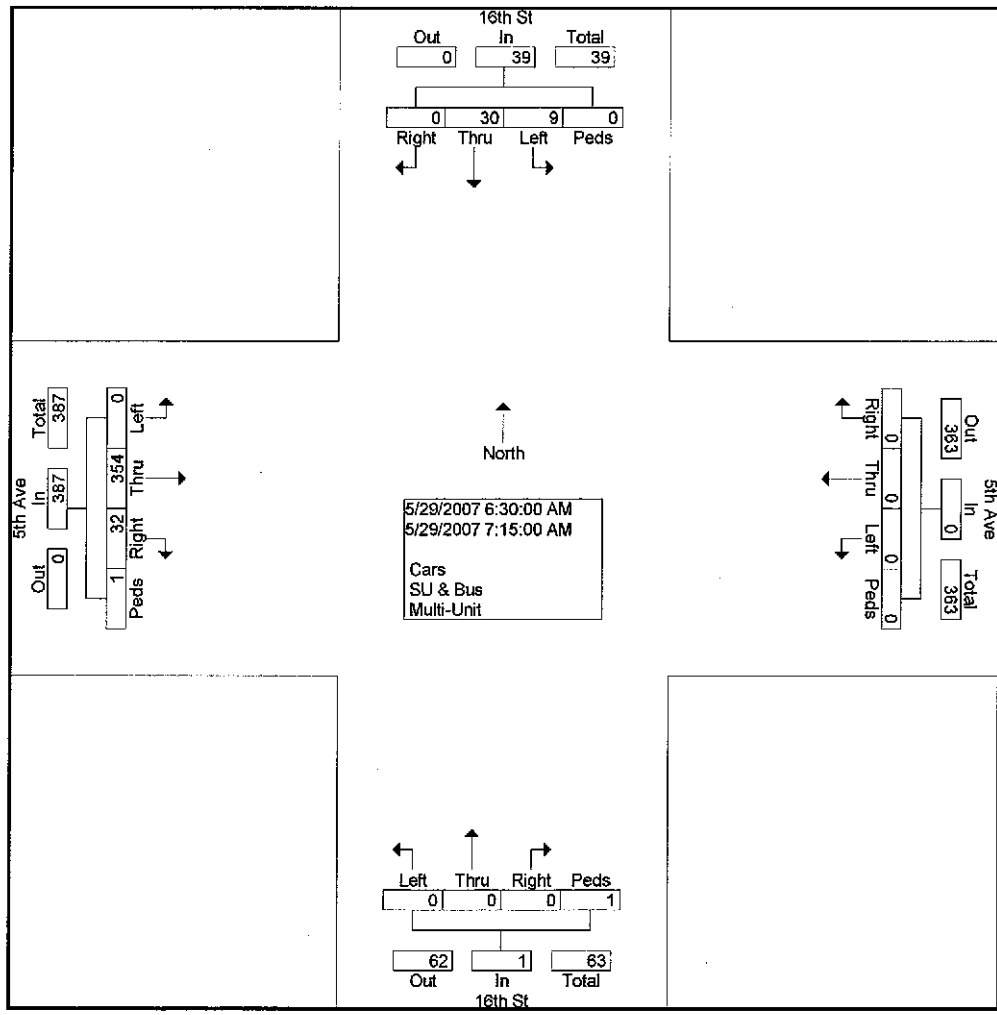 16th St
Out In Total
0 39 39
0 30 9 0
Right Thru Left Peds
Total 387
In 387
Out 0
5th Ave
Left 0
Thru 354
Right 32
Peds 1
North
5/29/2007 6:30:00 AM
5/29/2007 7:15:00 AM
Cars
SU & Bus
Multi-Unit
Right 0
Thru 0
Left 0
Peds 0
Out 363
In 0
Total 363
5th Ave
Left Thru Right Peds
0 0 0 1
62 1 63
Out In Total
16th St